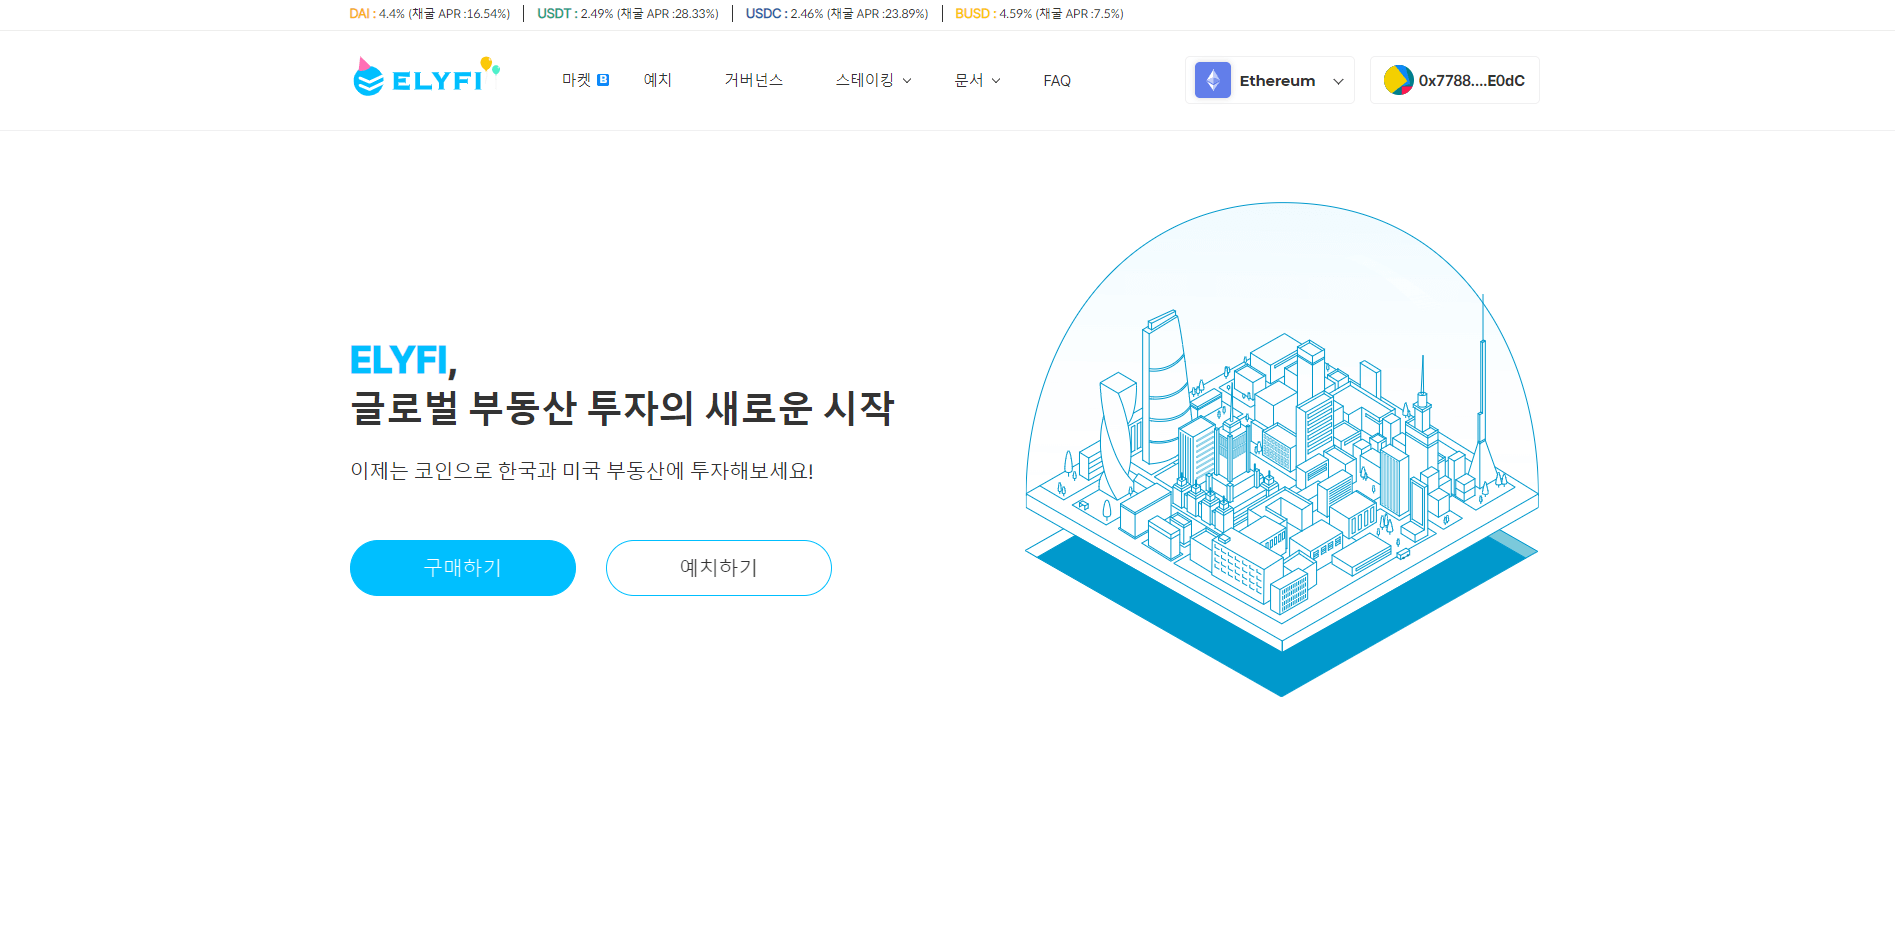 DAI : 4.4% (채굴 APR :16.54%) USDT : 2.49% (채굴 APR :28.33%) USDC : 2.46% (채굴 APR :23.89%) BUSD : 4.59% (채굴 APR :7.5%)
ELYFI 마켓 B 예치 거버넌스 스테이킹 문서 FAQ Ethereum 0x7788....E0dC
ELYFI,
글로벌 부동산 투자의 새로운 시작
이제는 코인으로 한국과 미국 부동산에 투자해보세요!
구매하기 예치하기